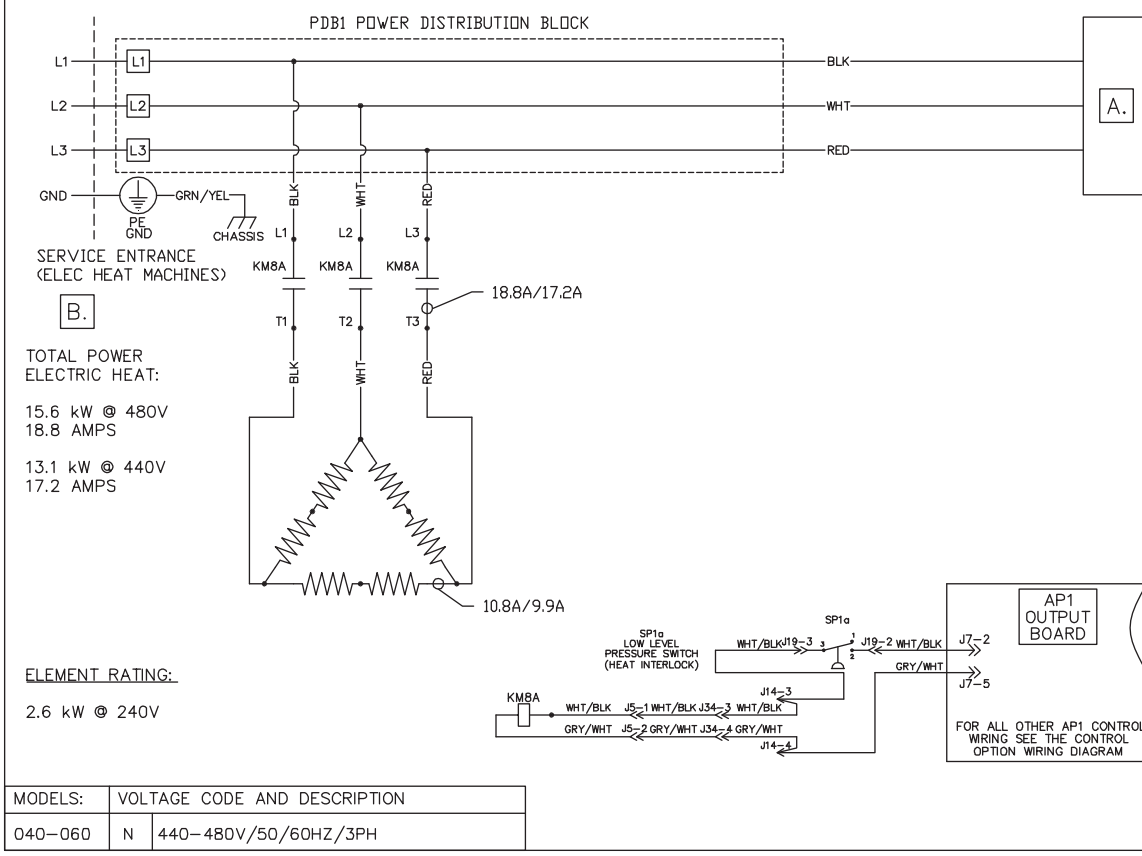 PDB1 POWER DISTRIBUTION BLOCK
L1
L1
BLK
L2
L2
WHT
A.
L3
L3
RED
GND
GRN/YEL
PE
GND
CHASSIS
BLK
WHT
RED
L1
L2
L3
SERVICE ENTRANCE
(ELEC HEAT MACHINES)
KM8A
KM8A
KM8A
18.8A/17.2A
B.
T1
T2
T3
TOTAL POWER
ELECTRIC HEAT:
BLK
WHT
RED
15.6 kW @ 480V
18.8 AMPS
13.1 kW @ 440V
17.2 AMPS
10.8A/9.9A
ELEMENT RATING:
2.6 kW @ 240V
SP1a
LOW LEVEL
PRESSURE SWITCH
(HEAT INTERLOCK)
SP1a
WHT/BLK J19-3 3 1 2 J19-2 WHT/BLK J7-2
GRY/WHT
J7-5
AP1
OUTPUT
BOARD
J14-3
KM8A
WHT/BLK J5-1 WHT/BLK J34-3 WHT/BLK
GRY/WHT J5-2 GRY/WHT J34-4 GRY/WHT
J14-4
FOR ALL OTHER AP1 CONTROL
WIRING SEE THE CONTROL
OPTION WIRING DIAGRAM
MODELS: VOLTAGE CODE AND DESCRIPTION
040-060 N 440-480V/50/60HZ/3PH